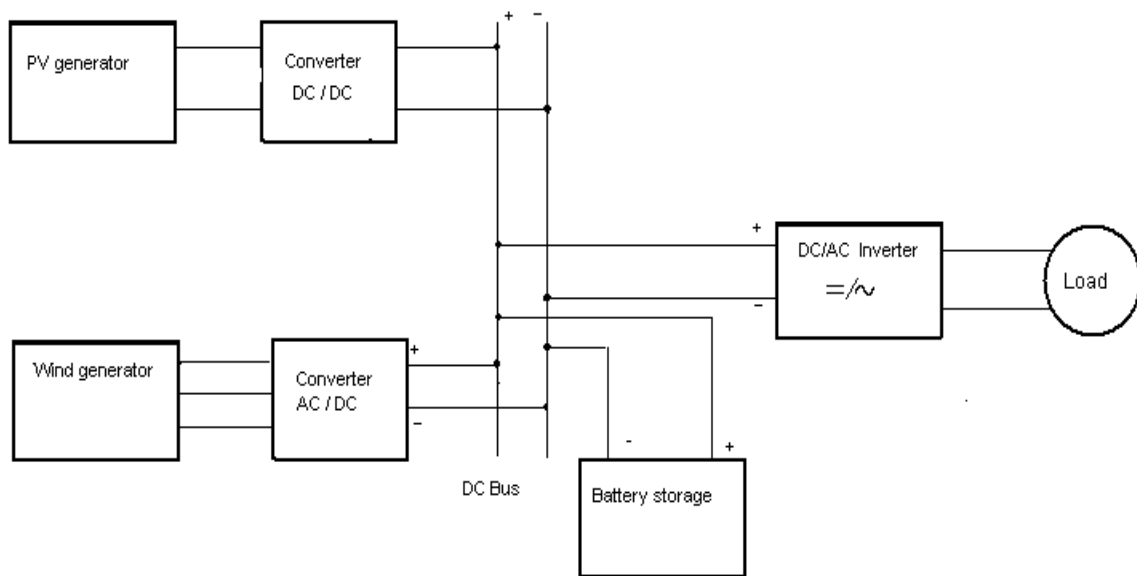 + −
PV generator
Converter
DC / DC
+
DC/AC Inverter
=/~
−
Load
Wind generator
+
Converter
AC / DC
−
- +
DC Bus
Battery storage